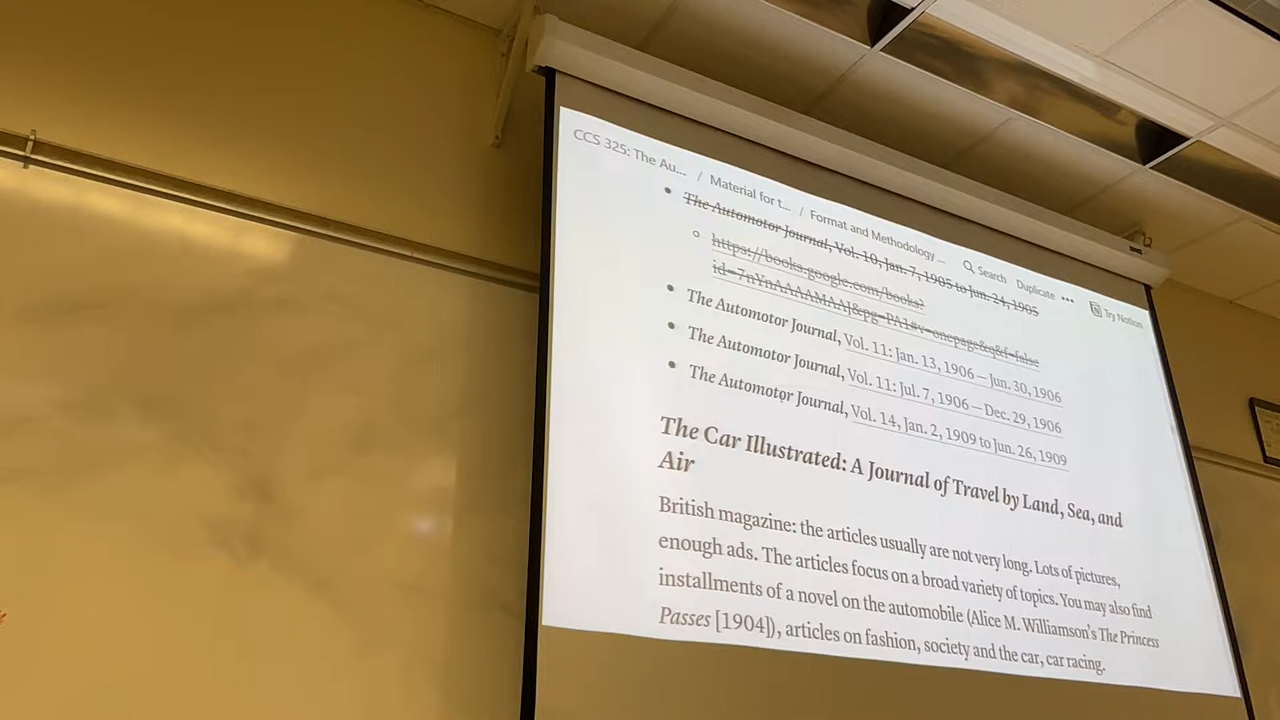 CCS 325: The Au... / Material for t... / Format and Methodology ... Search Duplicate ••• Try Notion
• The Automotor Journal, Vol. 10, Jan. 7, 1905 to Jun. 24, 1905
https://books.google.com/books?
id=7nYnAAAAMAAJ&pg=PA1#v=onepage&q&f=false
• The Automotor Journal, Vol. 11: Jan. 13, 1906 – Jun. 30, 1906
• The Automotor Journal, Vol. 11: Jul. 7, 1906 – Dec. 29, 1906
• The Automotor Journal, Vol. 14, Jan. 2, 1909 to Jun. 26, 1909
The Car Illustrated: A Journal of Travel by Land, Sea, and
Air
British magazine: the articles usually are not very long. Lots of pictures,
enough ads. The articles focus on a broad variety of topics. You may also find
installments of a novel on the automobile (Alice M. Williamson's The Princess
Passes [1904]), articles on fashion, society and the car, car racing.